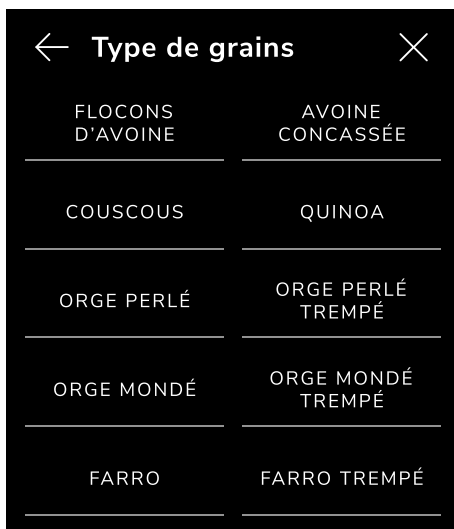 Type de grains
FLOCONS
D’AVOINE
AVOINE
CONCASSÉE
COUSCOUS
QUINOA
ORGE PERLÉ
ORGE PERLÉ
TREMPÉ
ORGE MONDÉ
ORGE MONDÉ
TREMPÉ
FARRO
FARRO TREMPÉ